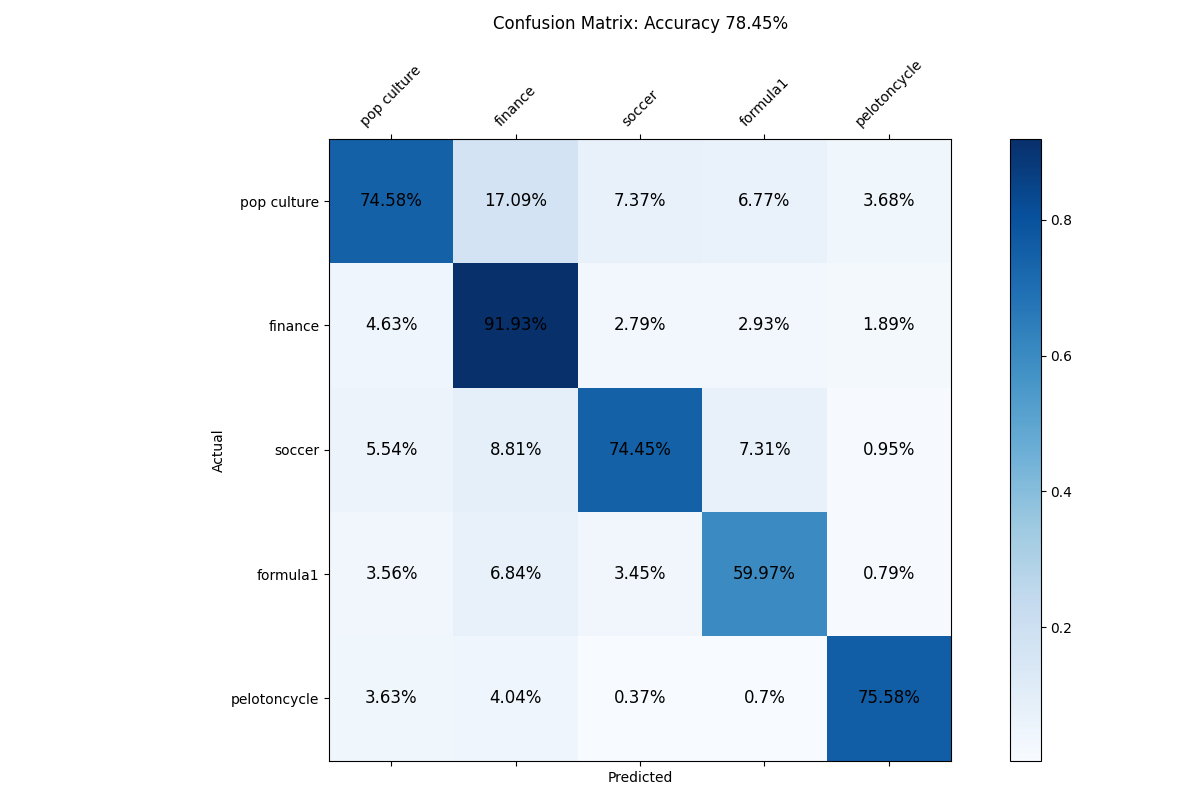 Confusion Matrix: Accuracy 78.45%
pop culture finance soccer formula1 pelotoncycle
pop culture 74.58% 17.09% 7.37% 6.77% 3.68%
finance 4.63% 91.93% 2.79% 2.93% 1.89%
soccer 5.54% 8.81% 74.45% 7.31% 0.95%
formula1 3.56% 6.84% 3.45% 59.97% 0.79%
pelotoncycle 3.63% 4.04% 0.37% 0.7% 75.58%
Actual
Predicted
0.8
0.6
0.4
0.2